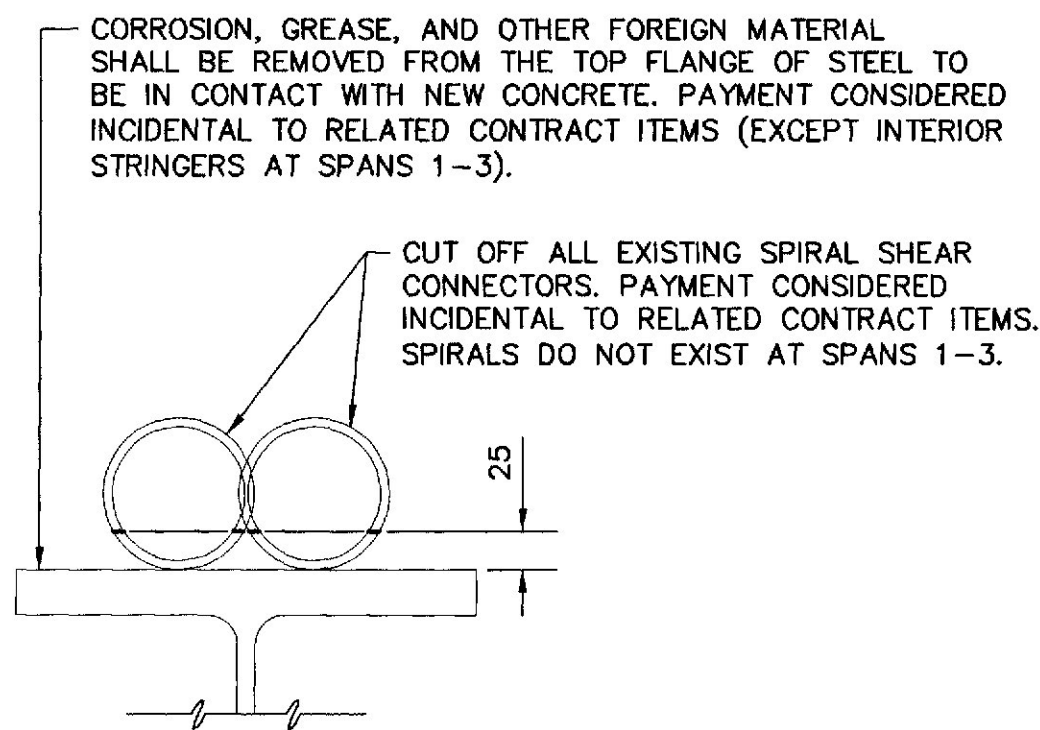 CORROSION, GREASE, AND OTHER FOREIGN MATERIAL
SHALL BE REMOVED FROM THE TOP FLANGE OF STEEL TO
BE IN CONTACT WITH NEW CONCRETE. PAYMENT CONSIDERED
INCIDENTAL TO RELATED CONTRACT ITEMS (EXCEPT INTERIOR
STRINGERS AT SPANS 1-3).
CUT OFF ALL EXISTING SPIRAL SHEAR
CONNECTORS. PAYMENT CONSIDERED
INCIDENTAL TO RELATED CONTRACT ITEMS.
SPIRALS DO NOT EXIST AT SPANS 1-3.
25